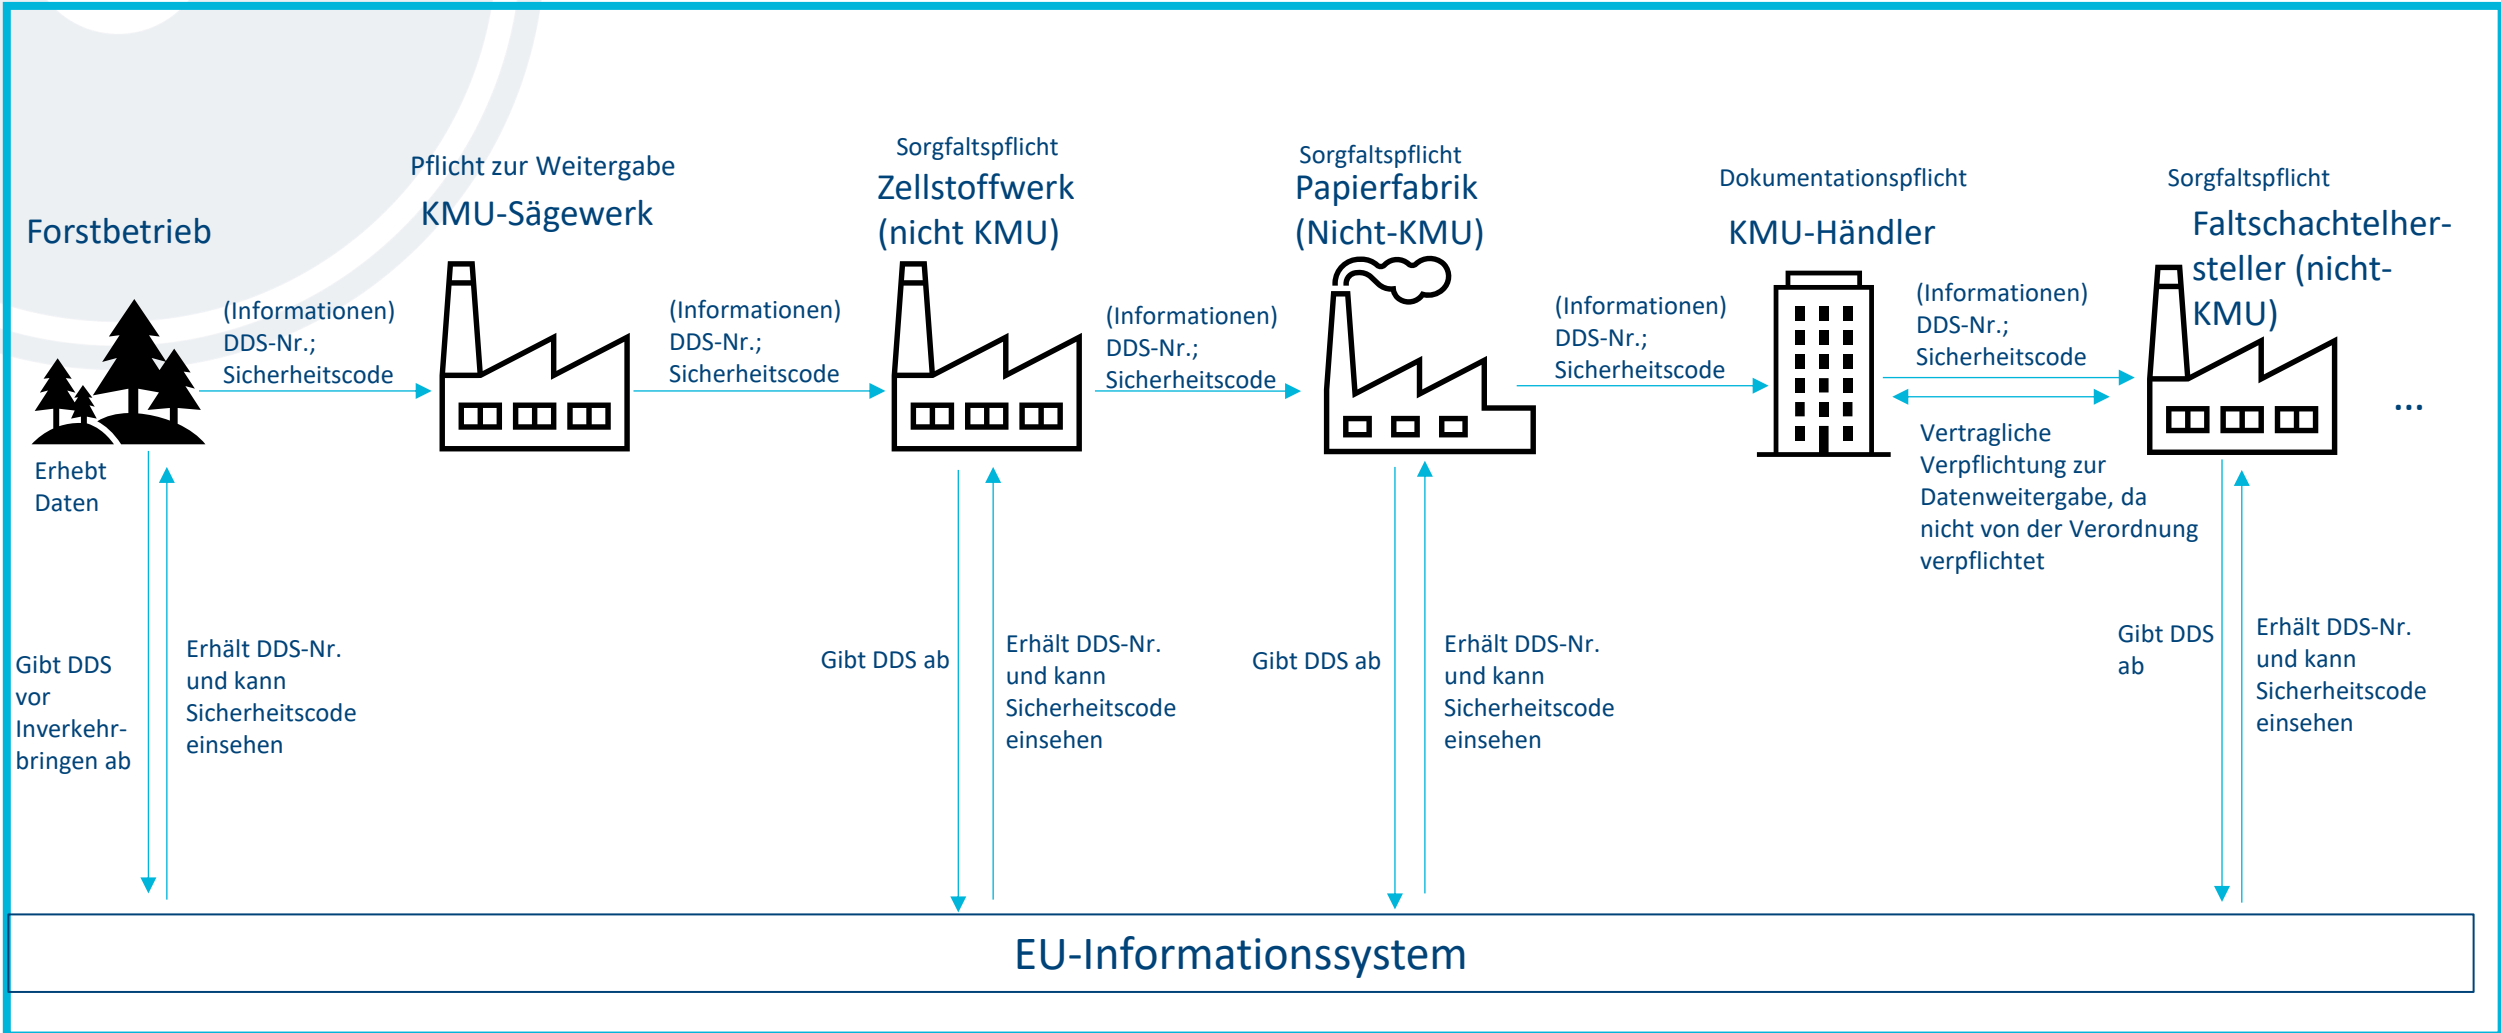 Forstbetrieb
Erhebt
Daten
Gibt DDS
vor
Inverkehr-
bringen ab
Erhält DDS-Nr.
und kann
Sicherheitscode
einsehen
(Informationen)
DDS-Nr.;
Sicherheitscode
Pflicht zur Weitergabe
KMU-Sägewerk
(Informationen)
DDS-Nr.;
Sicherheitscode
Sorgfaltspflicht
Zellstoffwerk
(nicht KMU)
Gibt DDS ab
Erhält DDS-Nr.
und kann
Sicherheitscode
einsehen
(Informationen)
DDS-Nr.;
Sicherheitscode
Sorgfaltspflicht
Papierfabrik
(Nicht-KMU)
Gibt DDS ab
Erhält DDS-Nr.
und kann
Sicherheitscode
einsehen
(Informationen)
DDS-Nr.;
Sicherheitscode
Dokumentationspflicht
KMU-Händler
(Informationen)
DDS-Nr.;
Sicherheitscode
Vertragliche
Verpflichtung zur
Datenweitergabe, da
nicht von der Verordnung
verpflichtet
Sorgfaltspflicht
Faltschachtelher-
steller (nicht-
KMU)
...
Gibt DDS
ab
Erhält DDS-Nr.
und kann
Sicherheitscode
einsehen
EU-Informationssystem